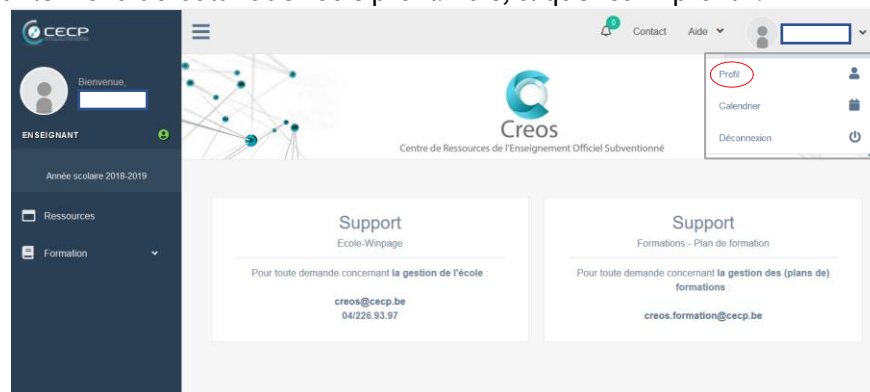 CECP
0
Contact
Aide
Bienvenue,
ENSEIGNANT
Année scolaire 2018-2019
Ressources
Formation
Profil
Calendrier
Déconnexion
Creos
Centre de Ressources de l'Enseignement Officiel Subventionné
Support
Ecole-Winpage
Pour toute demande concernant la gestion de l'école :
creos@cecp.be
04/226.93.97
Support
Formations - Plan de formation
Pour toute demande concernant la gestion des (plans de)
formations :
creos.formation@cecp.be